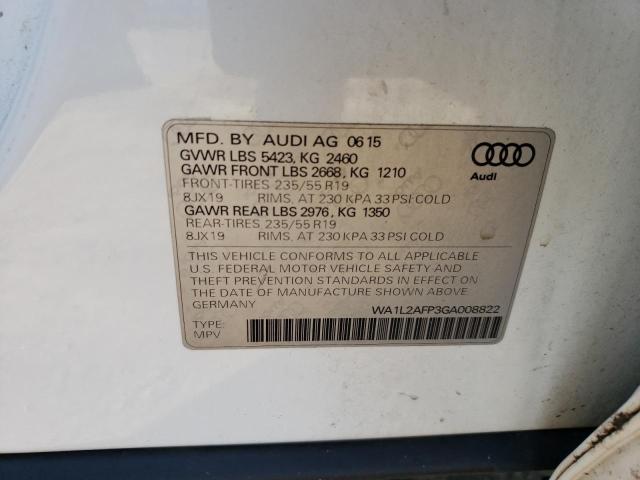 MFD. BY AUDI AG 06 15
GVWR LBS 5423, KG 2460
GAWR FRONT LBS 2668, KG 1210
FRONT-TIRES 235/55 R19
8JX19 RIMS, AT 230 KPA 33 PSI COLD
GAWR REAR LBS 2976, KG 1350
REAR-TIRES 235/55 R19
8JX19 RIMS, AT 230 KPA 33 PSI COLD
Audi
THIS VEHICLE CONFORMS TO ALL APPLICABLE
U.S. FEDERAL MOTOR VEHICLE SAFETY AND
THEFT PREVENTION STANDARDS IN EFFECT ON
THE DATE OF MANUFACTURE SHOWN ABOVE.
GERMANY
WA1L2AFP3GA008822
TYPE:
MPV